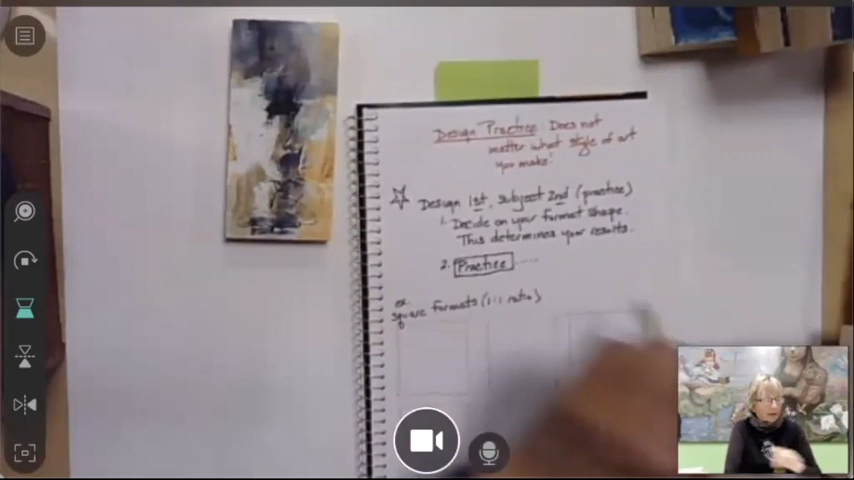 Design Practice: Does not
matter what style of art
you make!
Design 1st, subject 2nd (practice)
1. Decide on your format shape.
This determines your results.
2. Practice ....
ex.
square formats (1:1 ratio)